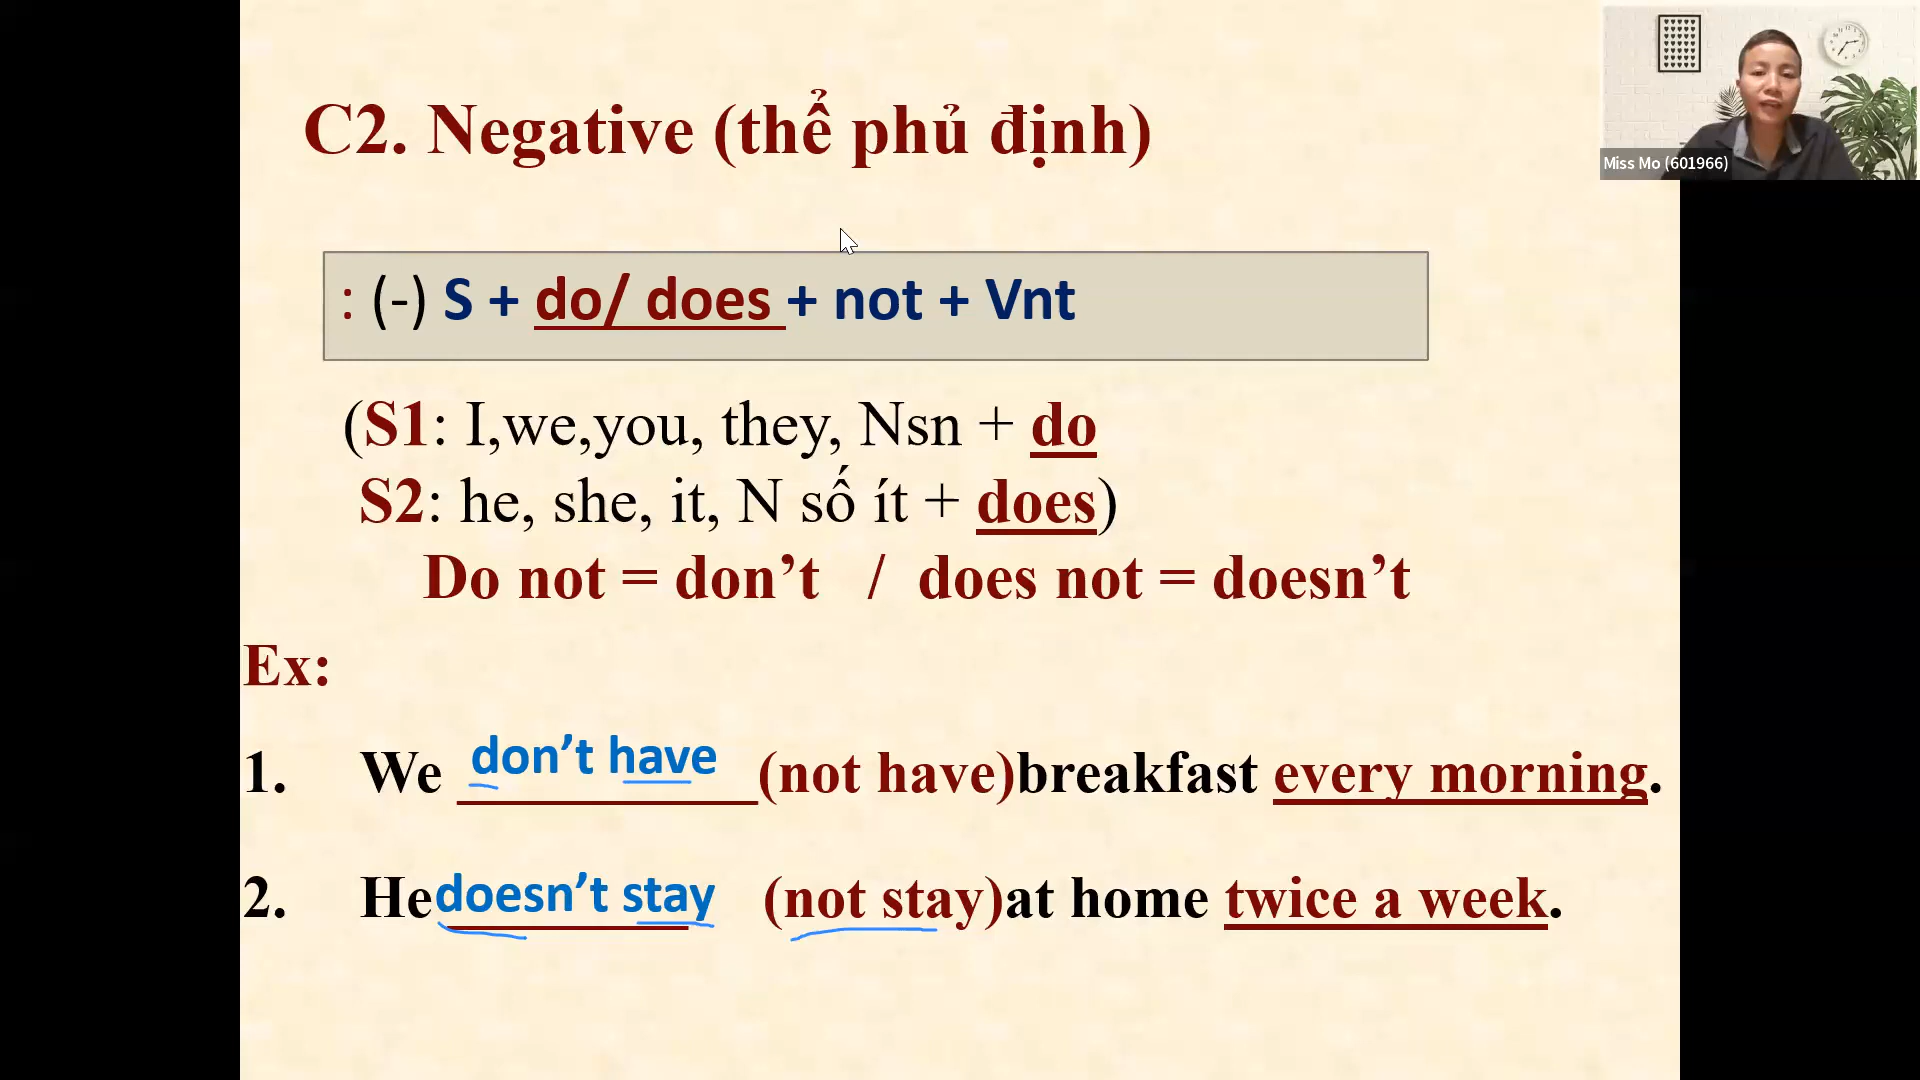 C2. Negative (thể phủ định)
Miss Mo (601966)
: (-) S + do/ does + not + Vnt
(S1: I,we,you, they, Nsn + do
S2: he, she, it, N số ít + does)
Do not = don’t / does not = doesn’t
Ex:
1. We don’t have (not have)breakfast every morning.
2. He doesn’t stay (not stay)at home twice a week.